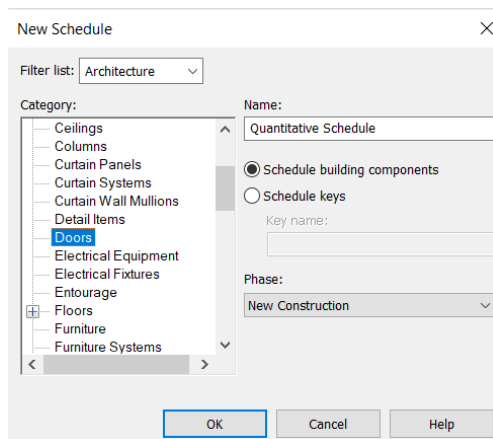 New Schedule
Filter list: Architecture
Category:
Ceilings
Columns
Curtain Panels
Curtain Systems
Curtain Wall Mullions
Detail Items
Doors
Electrical Equipment
Electrical Fixtures
Entourage
Floors
Furniture
Furniture Systems
Name:
Quantitative Schedule
Schedule building components
Schedule keys
Key name:
Phase:
New Construction
OK Cancel Help